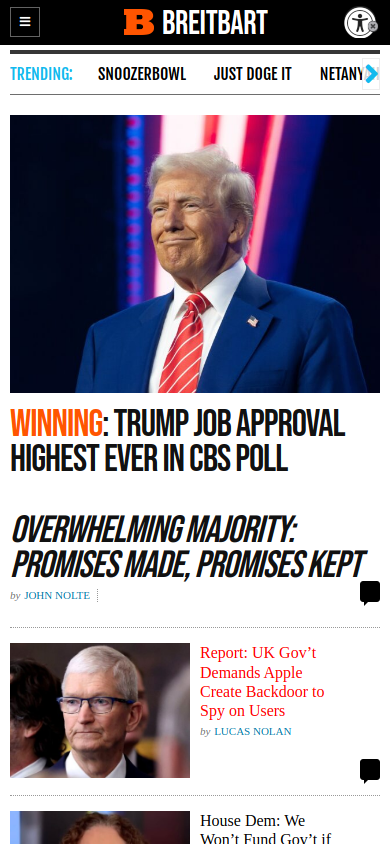 BREITBART
TRENDING: SNOOZERBOWL JUST DOGE IT NETANY
WINNING: TRUMP JOB APPROVAL
HIGHEST EVER IN CBS POLL
OVERWHELMING MAJORITY:
PROMISES MADE, PROMISES KEPT
by JOHN NOLTE
Report: UK Gov’t
Demands Apple
Create Backdoor to
Spy on Users
by LUCAS NOLAN
House Dem: We
Won’t Fund Gov’t if